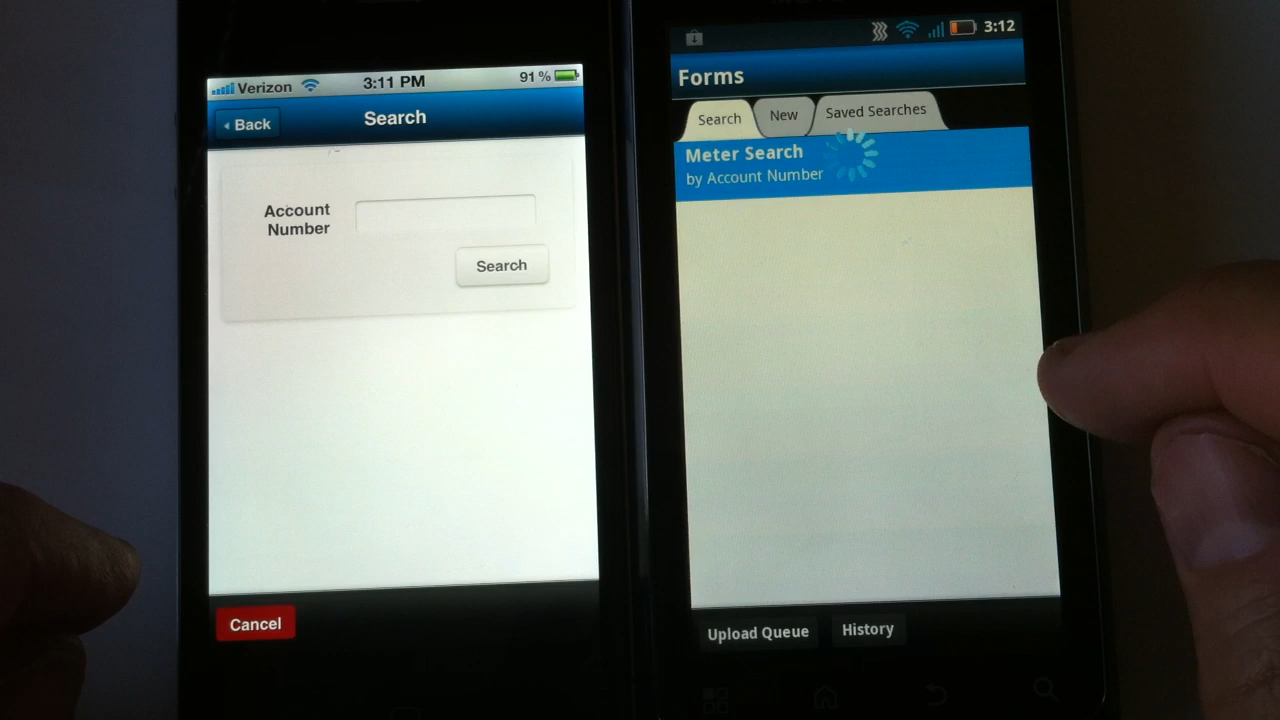 Verizon 3:11 PM 91%
Back Search
Account
Number
Search
Cancel
3:12
Forms
Search New Saved Searches
Meter Search
by Account Number
Upload Queue History